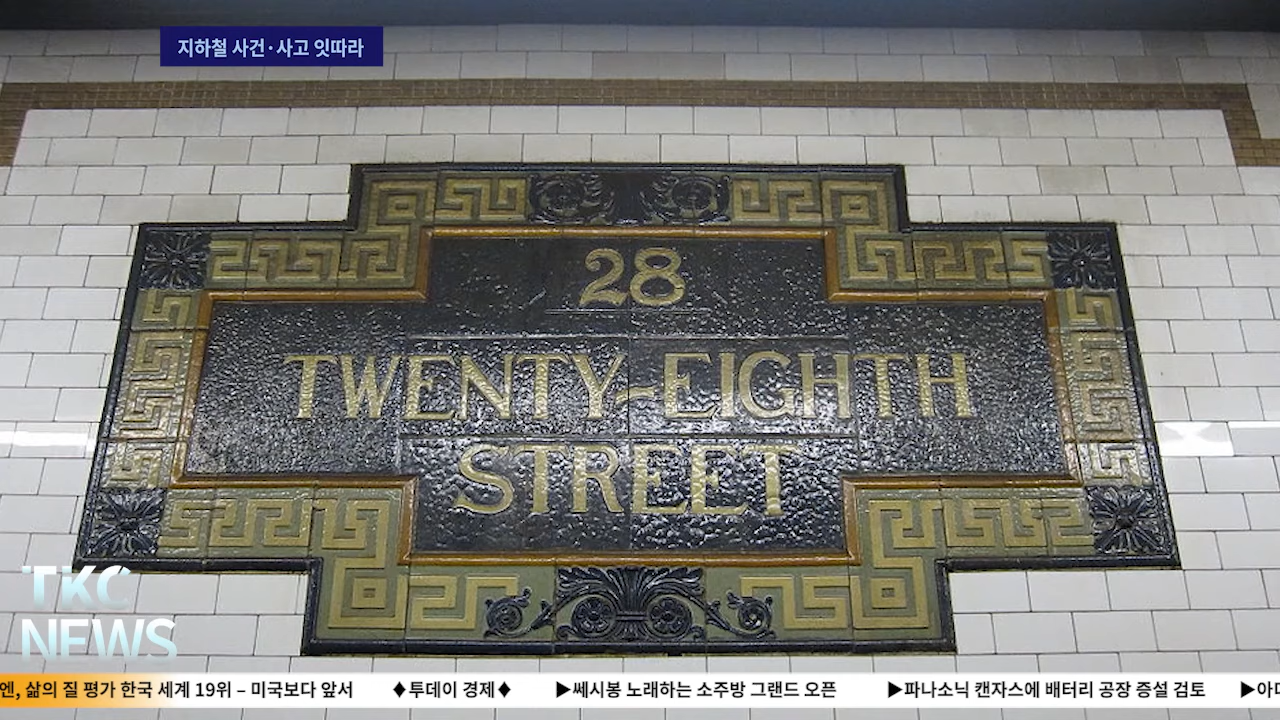 지하철 사건·사고 잇따라
28
TWENTY-EIGHTH
STREET
TKC
NEWS
엔, 삶의 질 평가 한국 세계 19위 – 미국보다 앞서 ♦투데이 경제♦ ▶쎄시봉 노래하는 소주방 그랜드 오픈 ▶파나소닉 캔자스에 배터리 공장 증설 검토